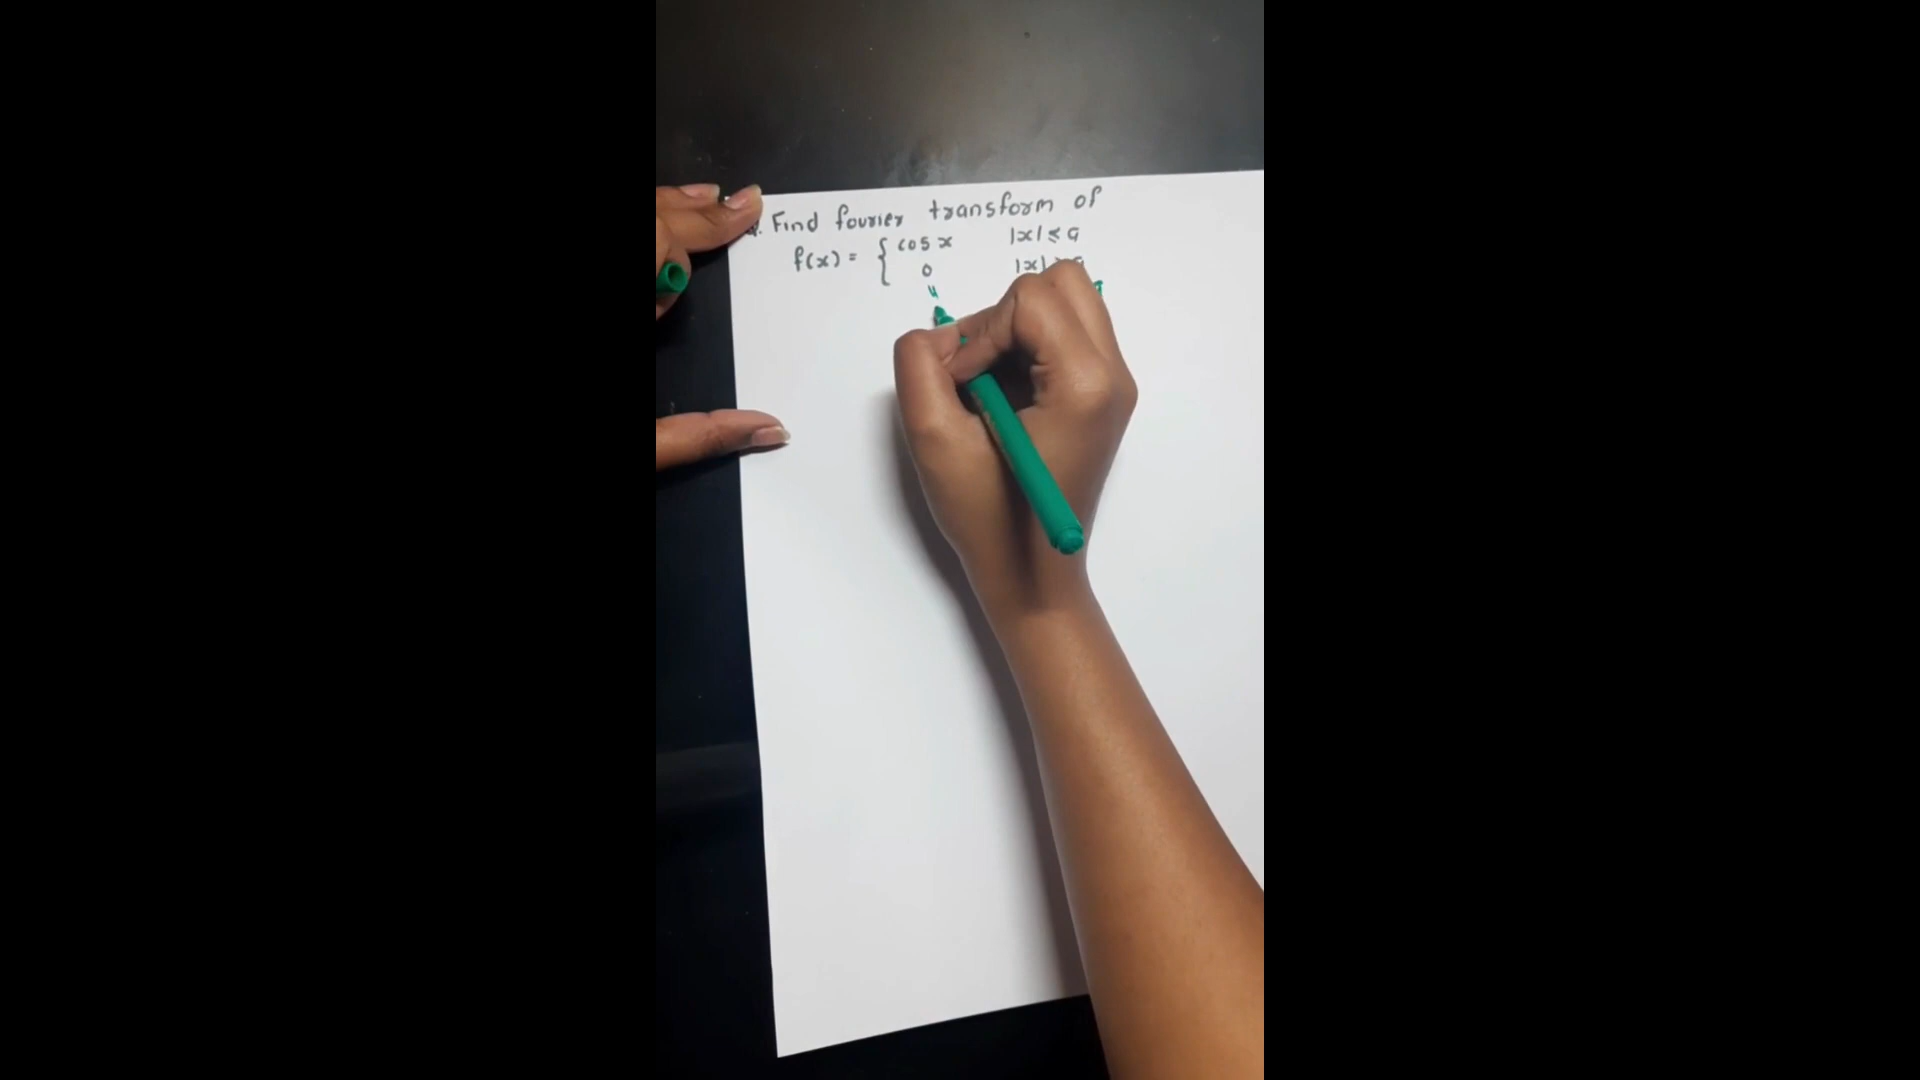 Find fourier transform of
f(x) = { cos x |x| ≤ a
0 |x| > a